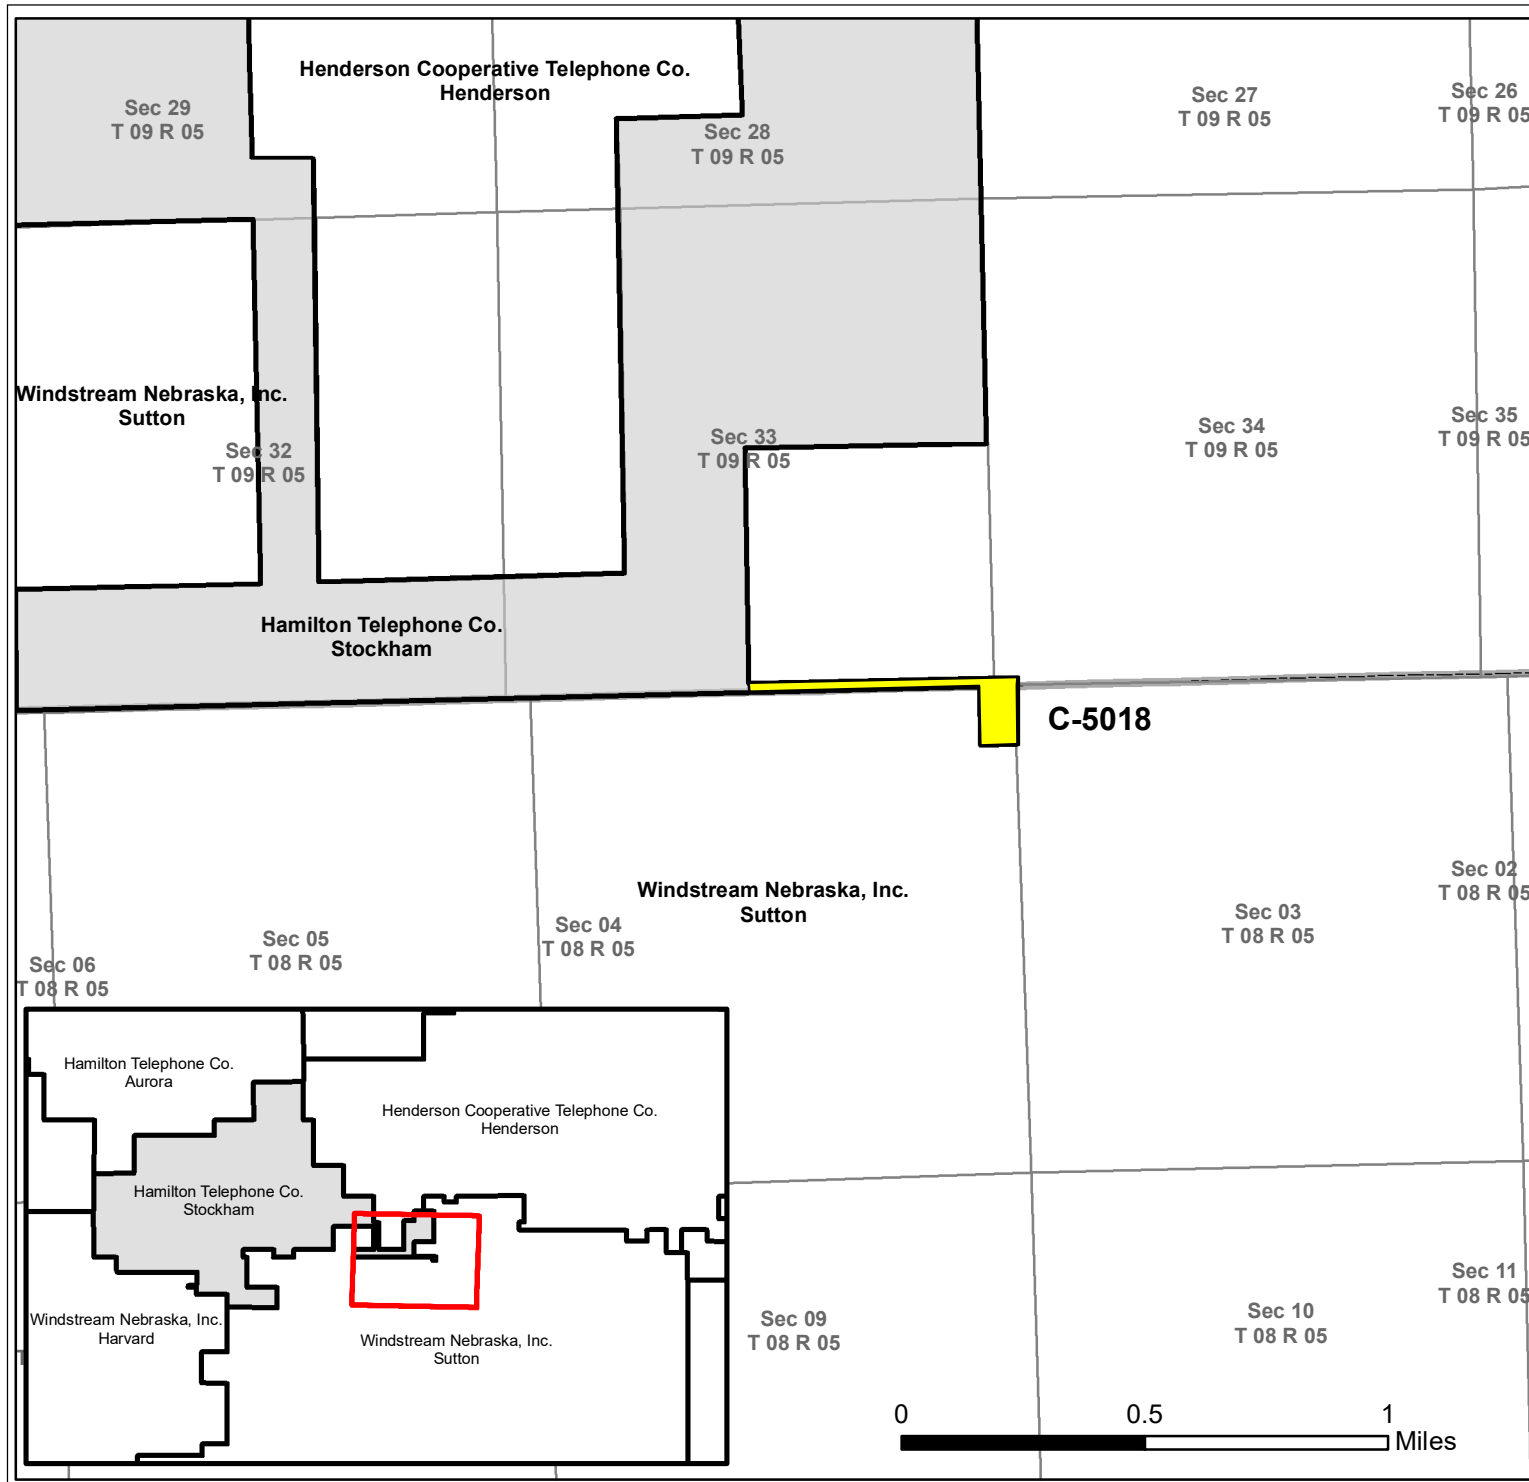 Henderson Cooperative Telephone Co.
Henderson
Sec 29
T 09 R 05
Sec 28
T 09 R 05
Sec 27
T 09 R 05
Sec 26
T 09 R 05
Windstream Nebraska, Inc.
Sutton
Sec 32
T 09 R 05
Sec 33
T 09 R 05
Sec 34
T 09 R 05
Sec 35
T 09 R 05
Hamilton Telephone Co.
Stockham
C-5018
Windstream Nebraska, Inc.
Sutton
Sec 06
T 08 R 05
Sec 05
T 08 R 05
Sec 04
T 08 R 05
Sec 03
T 08 R 05
Sec 02
T 08 R 05
Hamilton Telephone Co.
Aurora
Henderson Cooperative Telephone Co.
Henderson
Hamilton Telephone Co.
Stockham
Windstream Nebraska, Inc.
Harvard
Windstream Nebraska, Inc.
Sutton
T
Sec 09
T 08 R 05
Sec 10
T 08 R 05
Sec 11
T 08 R 05
0 0.5 1
Miles